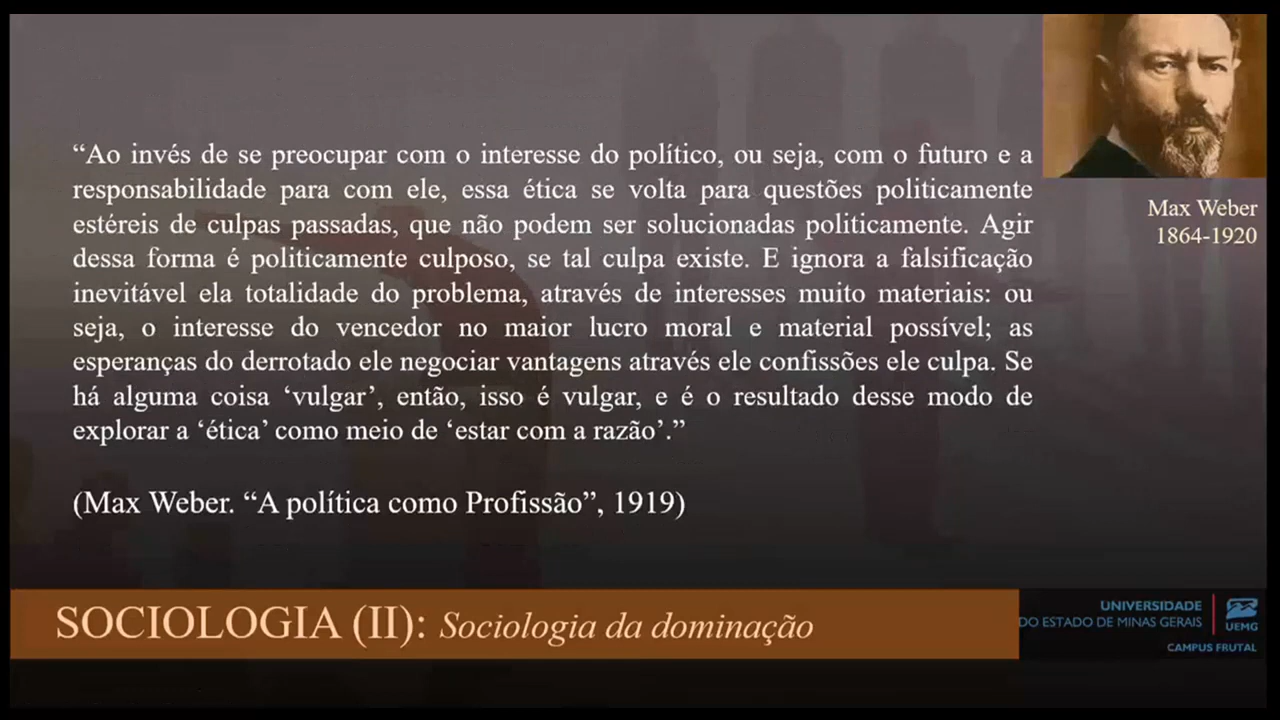 “Ao invés de se preocupar com o interesse do político, ou seja, com o futuro e a
responsabilidade para com ele, essa ética se volta para questões politicamente
estéreis de culpas passadas, que não podem ser solucionadas politicamente. Agir
dessa forma é politicamente culposo, se tal culpa existe. E ignora a falsificação
inevitável ela totalidade do problema, através de interesses muito materiais: ou
seja, o interesse do vencedor no maior lucro moral e material possível; as
esperanças do derrotado ele negociar vantagens através ele confissões ele culpa. Se
há alguma coisa ‘vulgar’, então, isso é vulgar, e é o resultado desse modo de
explorar a ‘ética’ como meio de ‘estar com a razão’.”
(Max Weber. “A política como Profissão”, 1919)
Max Weber
1864-1920
SOCIOLOGIA (II): Sociologia da dominação
UNIVERSIDADE
DO ESTADO DE MINAS GERAIS
UEMG
CAMPUS FRUTAL